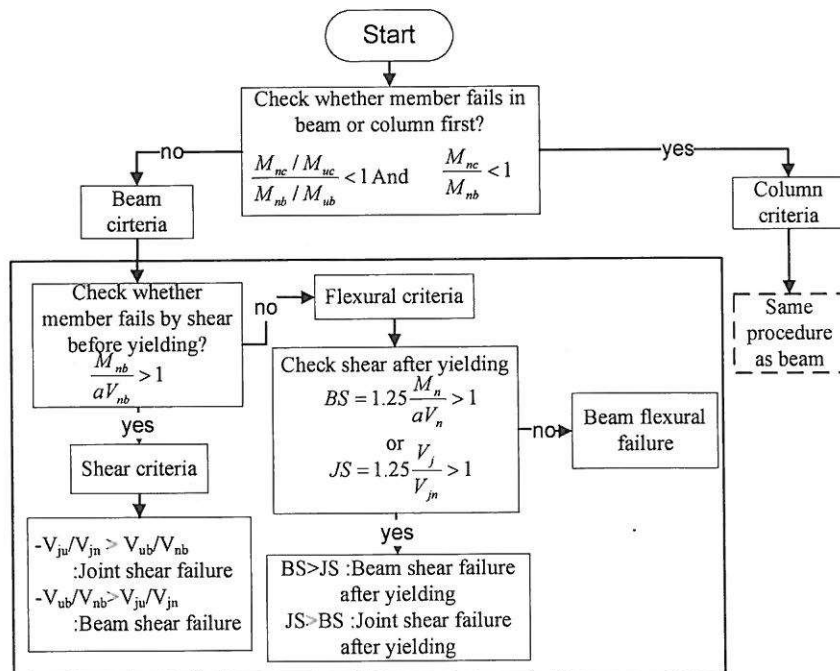 Start
Check whether member fails in
beam or column first?
M_nc / M_uc
M_nb / M_ub
< 1 And
M_nc
M_nb
< 1
no
yes
Beam
cirteria
Column
criteria
Same
procedure
as beam
Check whether
member fails by shear
before yielding?
M_nb
aV_nb
> 1
no
Flexural criteria
yes
Shear criteria
-V_ju/V_jn > V_ub/V_nb
:Joint shear failure
-V_ub/V_nb>V_ju/V_jn
:Beam shear failure
Check shear after yielding
BS = 1.25 M_n / aV_n > 1
or
JS = 1.25 V_j / V_jn > 1
no
Beam flexural
failure
yes
BS>JS :Beam shear failure
after yielding
JS>BS :Joint shear failure
after yielding